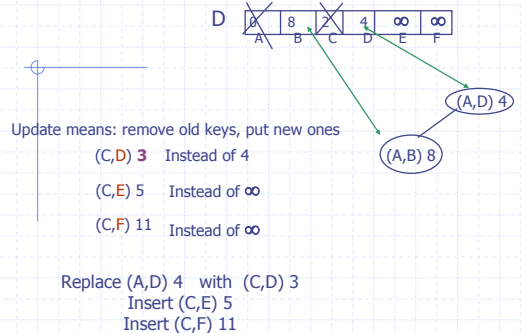 D 0 8 2 4 ∞ ∞
A B C D E F
(A,D) 4
Update means: remove old keys, put new ones
(A,B) 8
(C,D) 3 Instead of 4
(C,E) 5 Instead of ∞
(C,F) 11 Instead of ∞
Replace (A,D) 4 with (C,D) 3
Insert (C,E) 5
Insert (C,F) 11